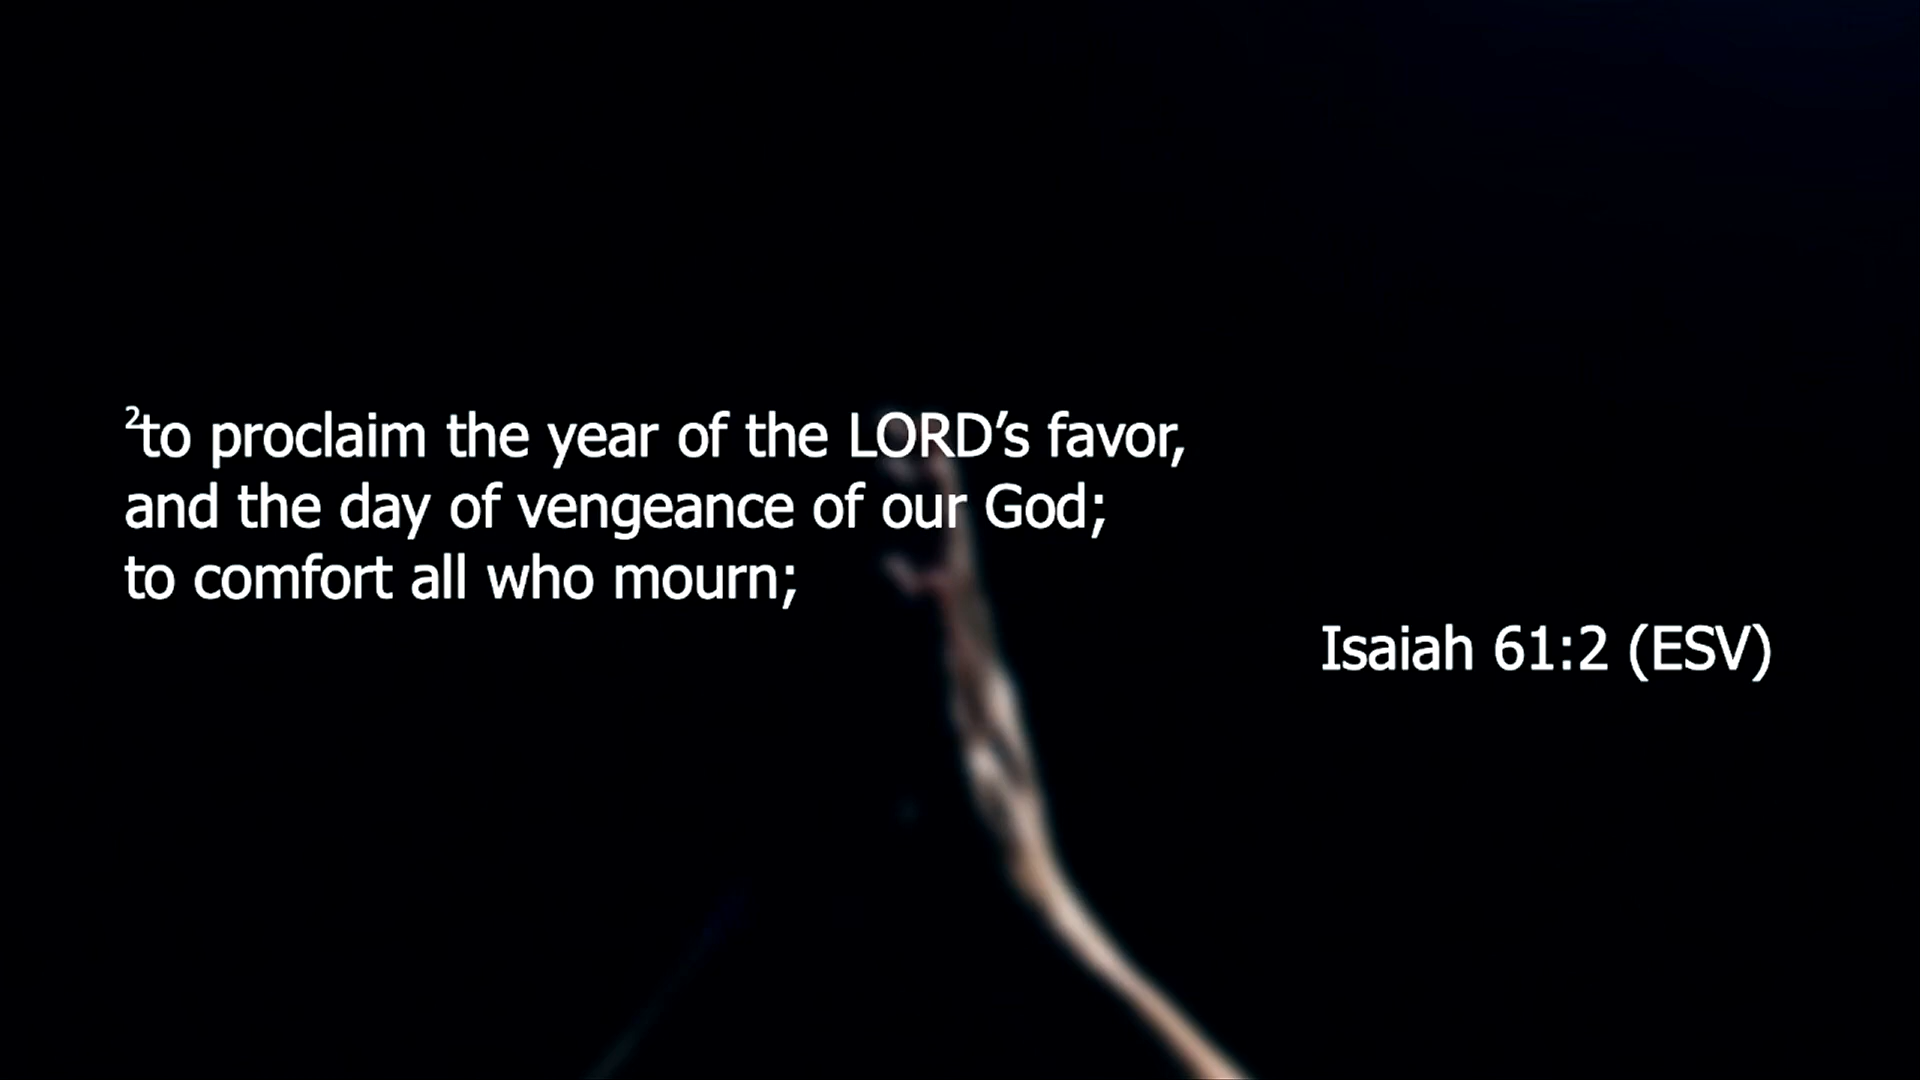 ²to proclaim the year of the LORD’s favor,
and the day of vengeance of our God;
to comfort all who mourn;
Isaiah 61:2 (ESV)